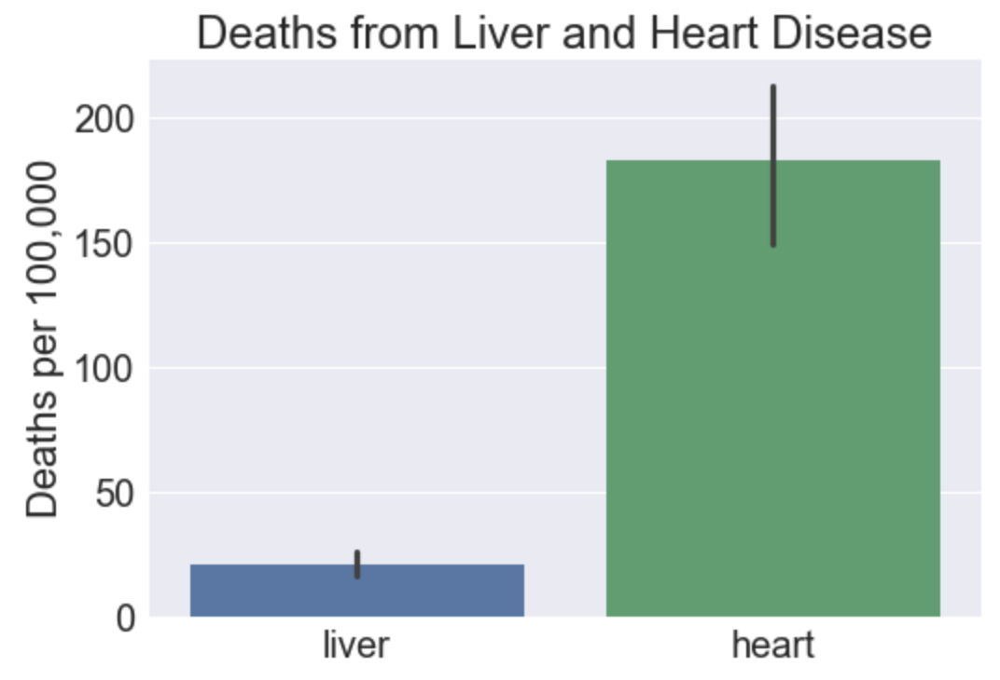 Deaths from Liver and Heart Disease
Deaths per 100,000
200
150
100
50
0
liver
heart